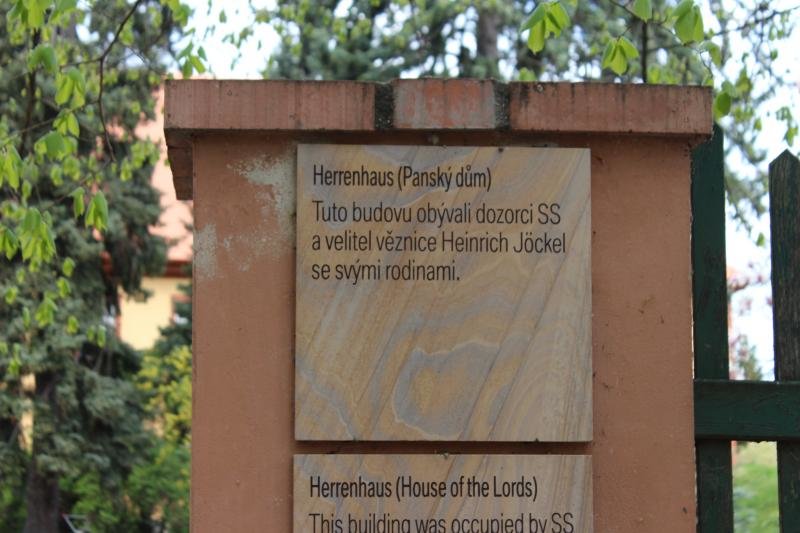 Herrenhaus (Panský dům)
Tuto budovu obývali dozorci SS
a velitel věznice Heinrich Jöckel
se svými rodinami.
Herrenhaus (House of the Lords)
This building was occupied by SS